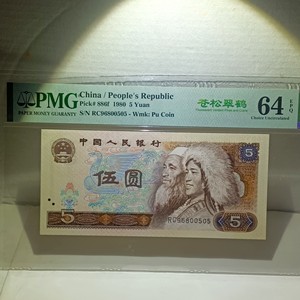 PMG
PAPER MONEY GUARANTY
China / People's Republic
Pick# 886f 1980 5 Yuan
S/N RC96800505 - Wmk: Pu Coin
苍松翠鹤
64 EPQ
Choice Uncirculated
中国人民银行
5
伍圆
5
5
RC96800505